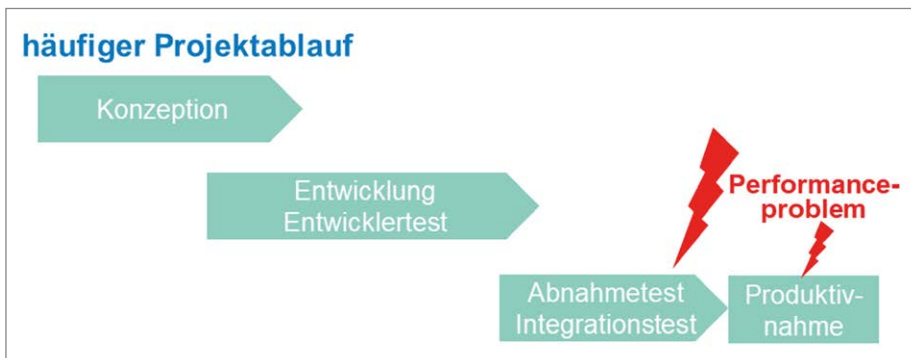 häufiger Projektablauf
Konzeption
Entwicklung
Entwicklertest
Performance-
problem
Abnahmetest
Integrationstest
Produktiv-
nahme